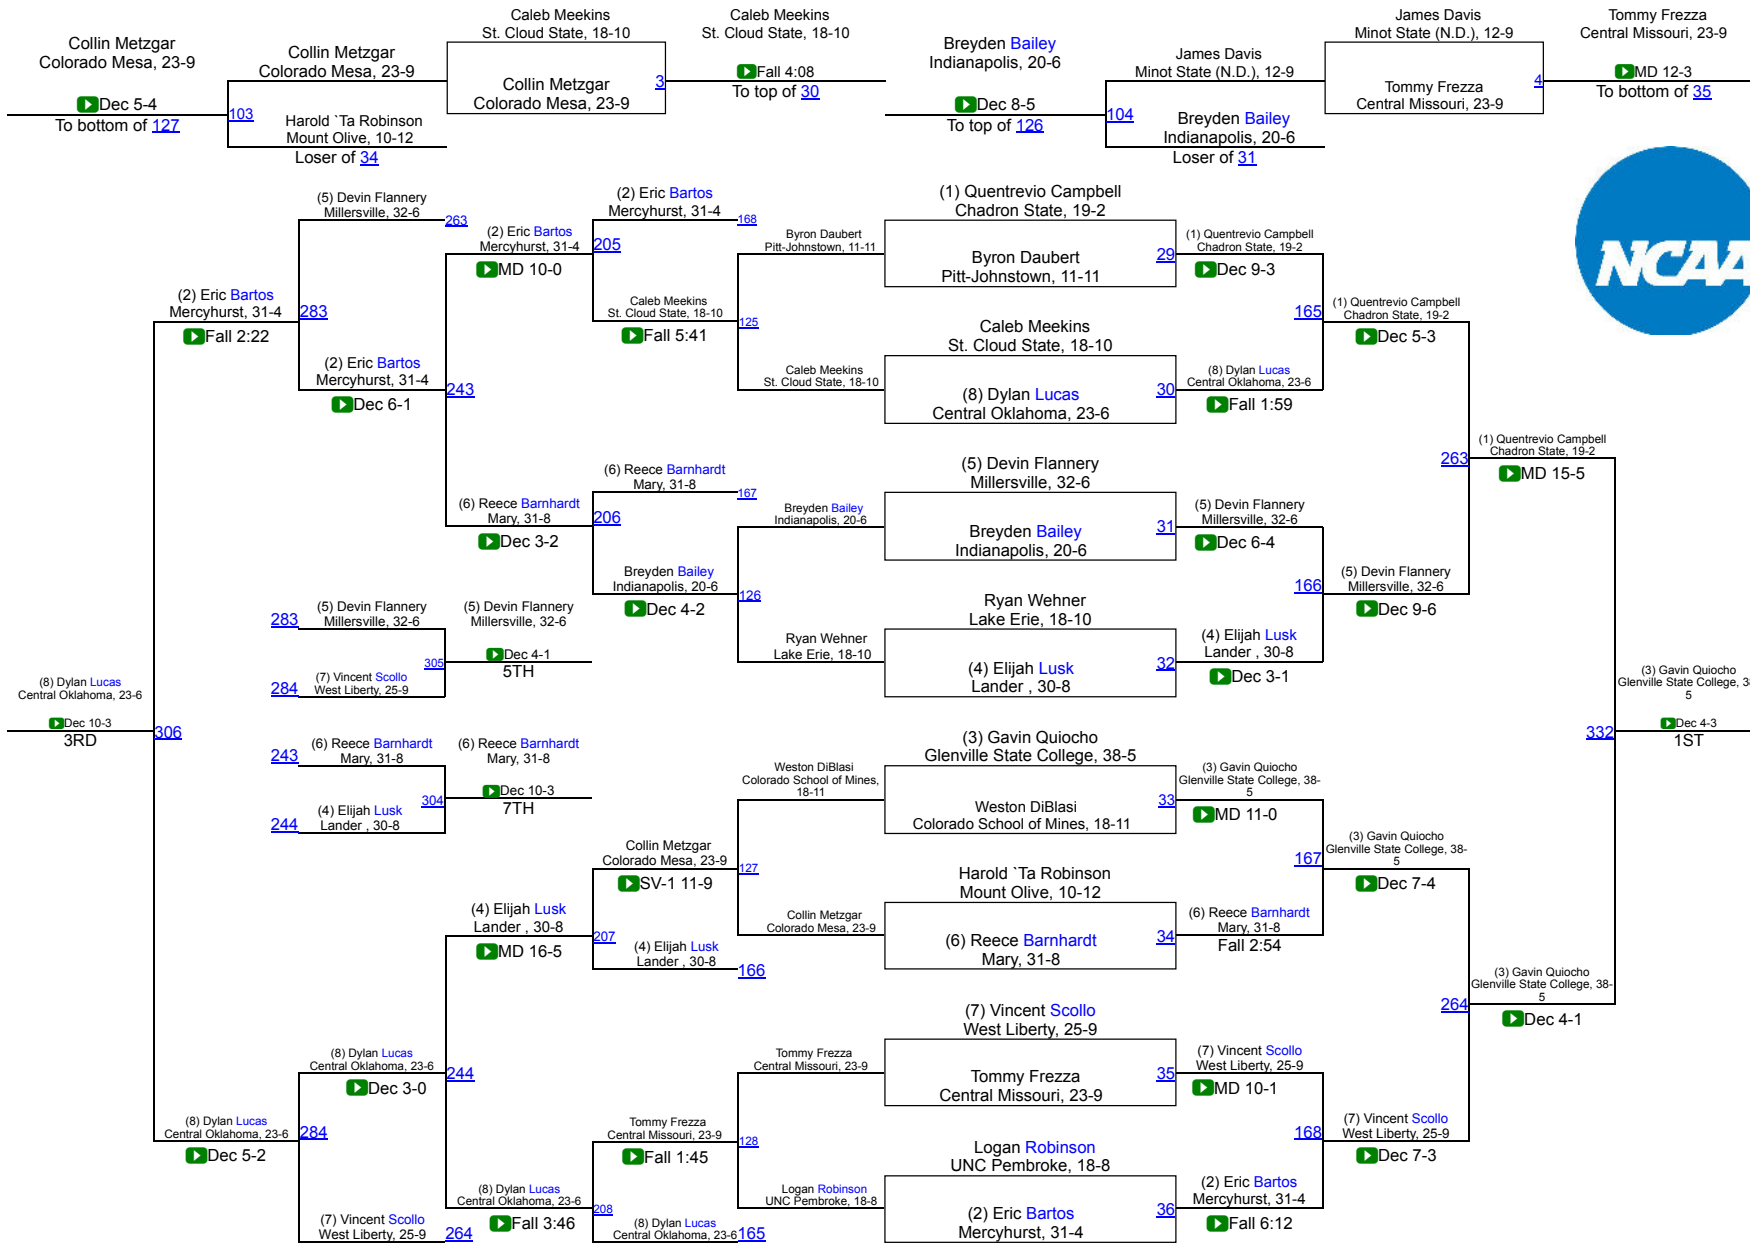 Collin Metzgar
Colorado Mesa, 23-9
Dec 5-4
To bottom of 127
Collin Metzgar
Colorado Mesa, 23-9
103
Harold `Ta Robinson
Mount Olive, 10-12
Loser of 34
Caleb Meekins
St. Cloud State, 18-10
Collin Metzgar
Colorado Mesa, 23-9
3
Caleb Meekins
St. Cloud State, 18-10
Fall 4:08
To top of 30
Breyden Bailey
Indianapolis, 20-6
Dec 8-5
To top of 126
James Davis
Minot State (N.D.), 12-9
104
Breyden Bailey
Indianapolis, 20-6
Loser of 31
James Davis
Minot State (N.D.), 12-9
Tommy Frezza
Central Missouri, 23-9
4
Tommy Frezza
Central Missouri, 23-9
MD 12-3
To bottom of 35
NCAA
(1) Quentrevio Campbell
Chadron State, 19-2
Byron Daubert
Pitt-Johnstown, 11-11
29
Caleb Meekins
St. Cloud State, 18-10
(8) Dylan Lucas
Central Oklahoma, 23-6
30
(5) Devin Flannery
Millersville, 32-6
Breyden Bailey
Indianapolis, 20-6
31
Ryan Wehner
Lake Erie, 18-10
(4) Elijah Lusk
Lander , 30-8
32
(3) Gavin Quiocho
Glenville State College, 38-5
Weston DiBlasi
Colorado School of Mines, 18-11
33
Harold `Ta Robinson
Mount Olive, 10-12
(6) Reece Barnhardt
Mary, 31-8
34
(7) Vincent Scollo
West Liberty, 25-9
Tommy Frezza
Central Missouri, 23-9
35
Logan Robinson
UNC Pembroke, 18-8
(2) Eric Bartos
Mercyhurst, 31-4
36
(1) Quentrevio Campbell
Chadron State, 19-2
Dec 9-3
165
(8) Dylan Lucas
Central Oklahoma, 23-6
Fall 1:59
(5) Devin Flannery
Millersville, 32-6
Dec 6-4
166
(4) Elijah Lusk
Lander , 30-8
Dec 3-1
(3) Gavin Quiocho
Glenville State College, 38-
5
MD 11-0
167
(6) Reece Barnhardt
Mary, 31-8
Fall 2:54
(7) Vincent Scollo
West Liberty, 25-9
MD 10-1
168
(2) Eric Bartos
Mercyhurst, 31-4
Fall 6:12
(1) Quentrevio Campbell
Chadron State, 19-2
Dec 5-3
263
(5) Devin Flannery
Millersville, 32-6
Dec 9-6
(3) Gavin Quiocho
Glenville State College, 38-
5
Dec 7-4
264
(7) Vincent Scollo
West Liberty, 25-9
Dec 7-3
(1) Quentrevio Campbell
Chadron State, 19-2
MD 15-5
332
(3) Gavin Quiocho
Glenville State College, 38-
5
Dec 4-1
(3) Gavin Quiocho
Glenville State College, 3
5
Dec 4-3
1ST
Byron Daubert
Pitt-Johnstown, 11-11
125
Caleb Meekins
St. Cloud State, 18-10
Breyden Bailey
Indianapolis, 20-6
126
Ryan Wehner
Lake Erie, 18-10
Weston DiBlasi
Colorado School of Mines,
18-11
127
Collin Metzgar
Colorado Mesa, 23-9
Tommy Frezza
Central Missouri, 23-9
128
Logan Robinson
UNC Pembroke, 18-8
(2) Eric Bartos
Mercyhurst, 31-4
168
205
Caleb Meekins
St. Cloud State, 18-10
Fall 5:41
(6) Reece Barnhardt
Mary, 31-8
167
206
Breyden Bailey
Indianapolis, 20-6
Dec 4-2
Collin Metzgar
Colorado Mesa, 23-9
SV-1 11-9
207
(4) Elijah Lusk
Lander , 30-8
166
Tommy Frezza
Central Missouri, 23-9
Fall 1:45
208
(8) Dylan Lucas
Central Oklahoma, 23-6
165
(2) Eric Bartos
Mercyhurst, 31-4
MD 10-0
243
(6) Reece Barnhardt
Mary, 31-8
Dec 3-2
(4) Elijah Lusk
Lander , 30-8
MD 16-5
244
(8) Dylan Lucas
Central Oklahoma, 23-6
Fall 3:46
(5) Devin Flannery
Millersville, 32-6
263
283
(2) Eric Bartos
Mercyhurst, 31-4
Dec 6-1
283
(5) Devin Flannery
Millersville, 32-6
305
284
(7) Vincent Scollo
West Liberty, 25-9
(5) Devin Flannery
Millersville, 32-6
Dec 4-1
5TH
243
(6) Reece Barnhardt
Mary, 31-8
304
244
(4) Elijah Lusk
Lander , 30-8
(6) Reece Barnhardt
Mary, 31-8
Dec 10-3
7TH
(8) Dylan Lucas
Central Oklahoma, 23-6
Dec 3-0
284
(7) Vincent Scollo
West Liberty, 25-9
264
(2) Eric Bartos
Mercyhurst, 31-4
Fall 2:22
306
(8) Dylan Lucas
Central Oklahoma, 23-6
Dec 5-2
(8) Dylan Lucas
Central Oklahoma, 23-6
Dec 10-3
3RD